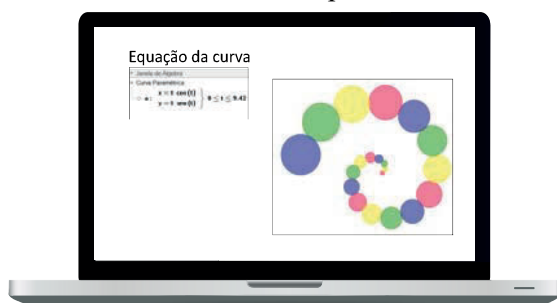 Equação da curva
Janela de Álgebra
Curva Paramétrica
a:
x = t cos(t)
y = t sen(t)
0 ≤ t ≤ 9.42